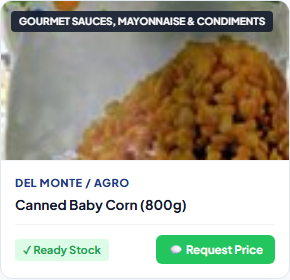 GOURMET SAUCES, MAYONNAISE & CONDIMENTS
DEL MONTE / AGRO
Canned Baby Corn (800g)
✓ Ready Stock
Request Price